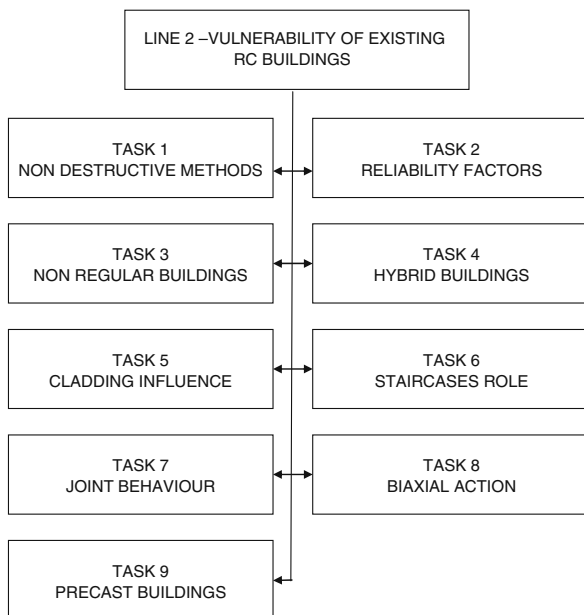 LINE 2 –VULNERABILITY OF EXISTING
RC BUILDINGS
TASK 1
NON DESTRUCTIVE METHODS
TASK 2
RELIABILITY FACTORS
TASK 3
NON REGULAR BUILDINGS
TASK 4
HYBRID BUILDINGS
TASK 5
CLADDING INFLUENCE
TASK 6
STAIRCASES ROLE
TASK 7
JOINT BEHAVIOUR
TASK 8
BIAXIAL ACTION
TASK 9
PRECAST BUILDINGS